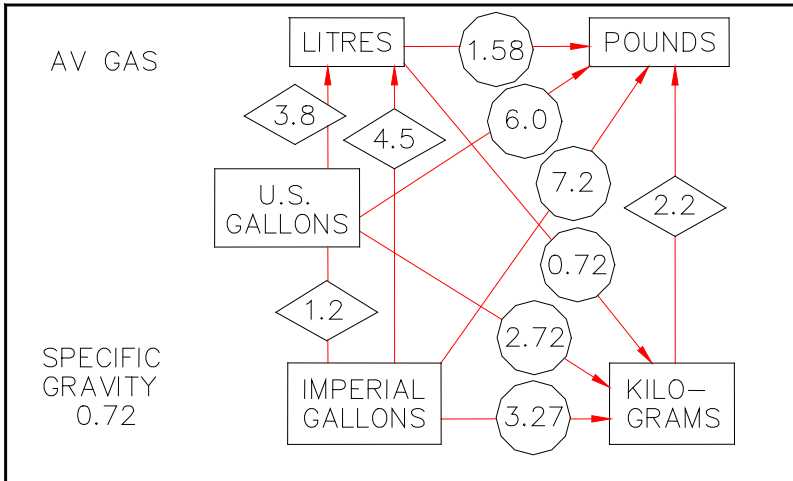 AV GAS
LITRES
1.58
POUNDS
3.8
4.5
6.0
7.2
U.S.
GALLONS
2.2
0.72
1.2
2.72
SPECIFIC
GRAVITY
0.72
IMPERIAL
GALLONS
3.27
KILO-
GRAMS